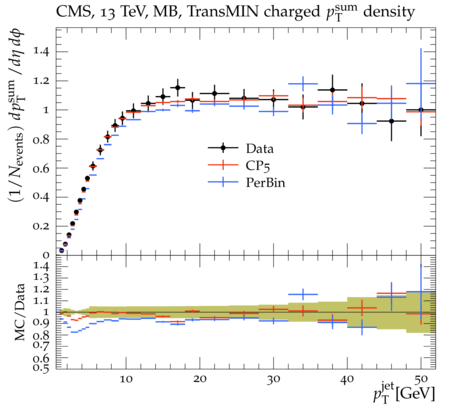 CMS, 13 TeV, MB, TransMIN charged p_T^sum density
(1/N_events) dp_T^sum/dη dφ
1.4
1.2
1.0
0.8
0.6
0.4
0.2
0
Data
CP5
PerBin
MC/Data
1.4
1.3
1.2
1.1
1
0.9
0.8
0.7
0.6
0.5
10 20 30 40 50
p_T^jet [GeV]